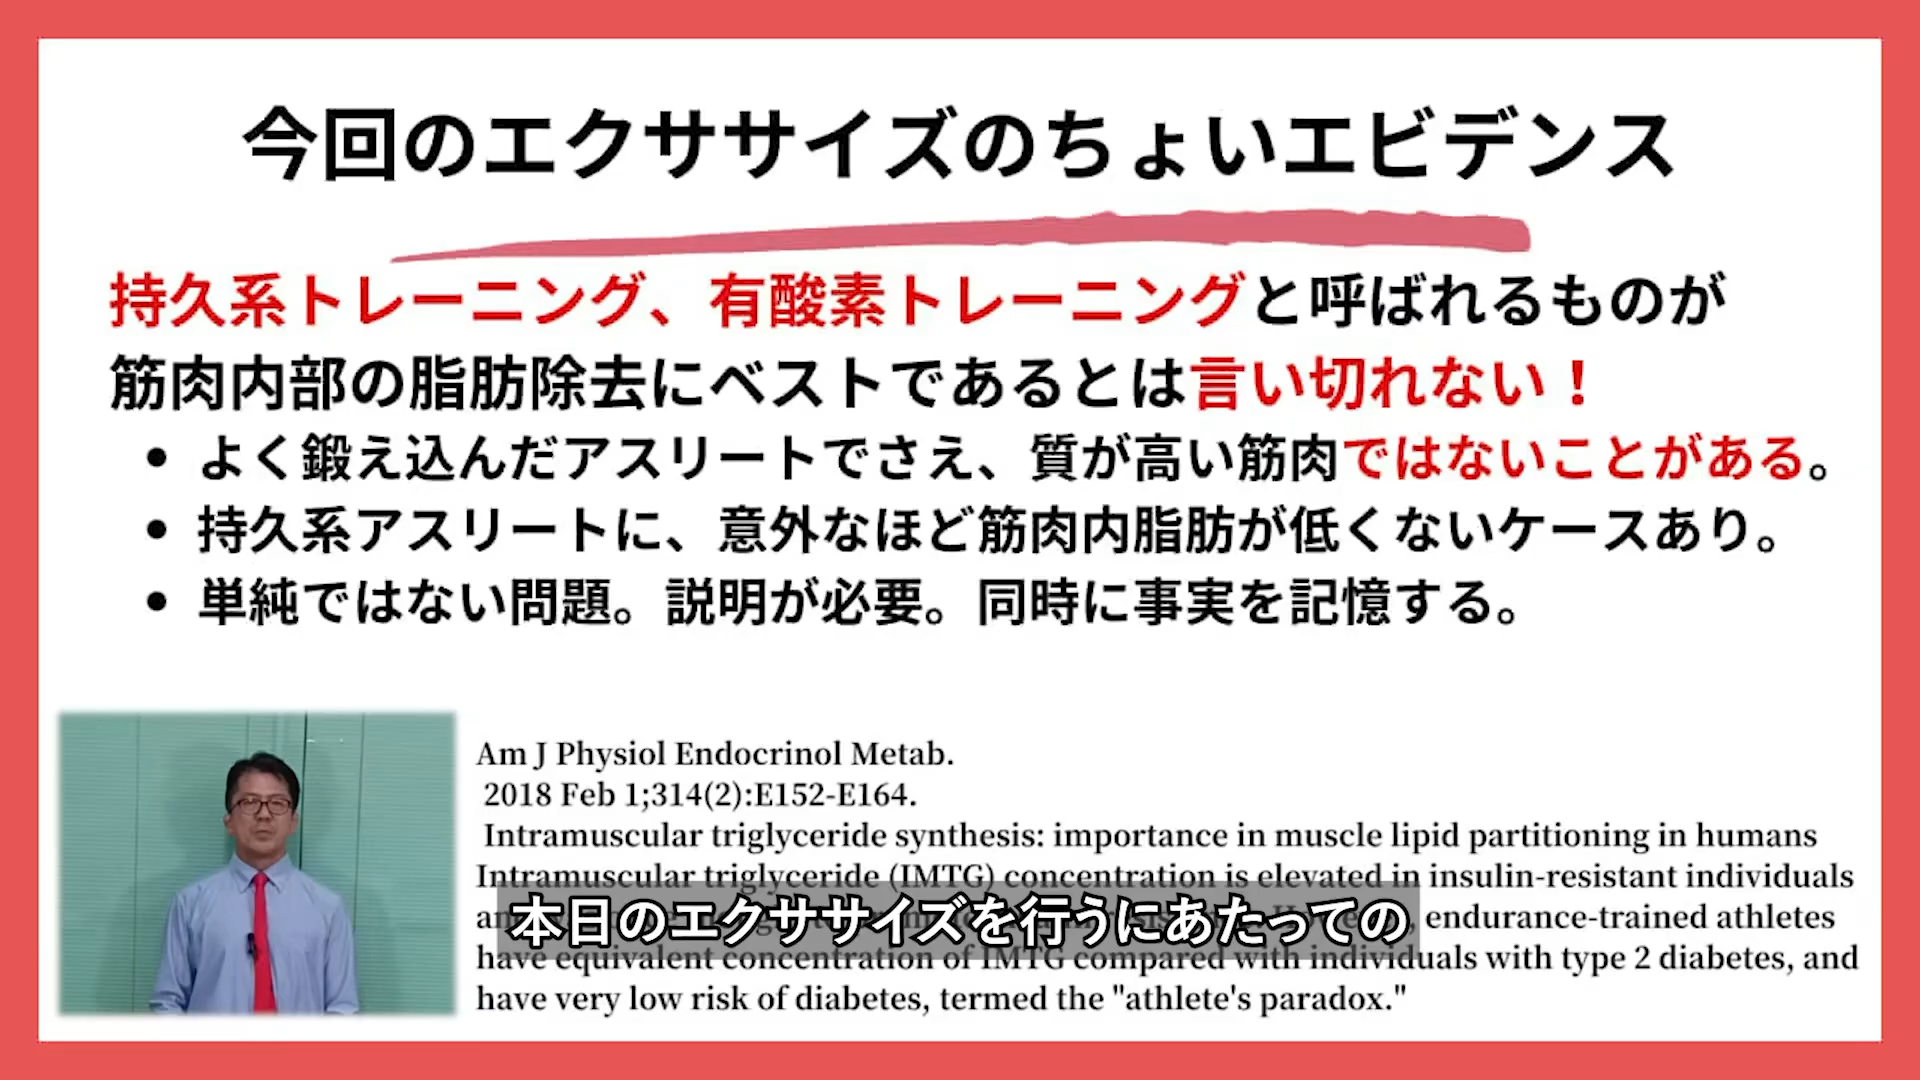 今回のエクササイズのちょいエビデンス
持久系トレーニング、有酸素トレーニングと呼ばれるものが
筋肉内部の脂肪除去にベストであるとは言い切れない！
• よく鍛え込んだアスリートでさえ、質が高い筋肉ではないことがある。
• 持久系アスリートに、意外なほど筋肉内脂肪が低くないケースあり。
• 単純ではない問題。説明が必要。同時に事実を記憶する。
Am J Physiol Endocrinol Metab.
2018 Feb 1;314(2):E152-E164.
Intramuscular triglyceride synthesis: importance in muscle lipid partitioning in humans
Intramuscular triglyceride (IMTG) concentration is elevated in insulin-resistant individuals
endurance-trained athletes
have equivalent concentration of IMTG compared with individuals with type 2 diabetes, and
have very low risk of diabetes, termed the "athlete's paradox."
本日のエクササイズを行うにあたっての